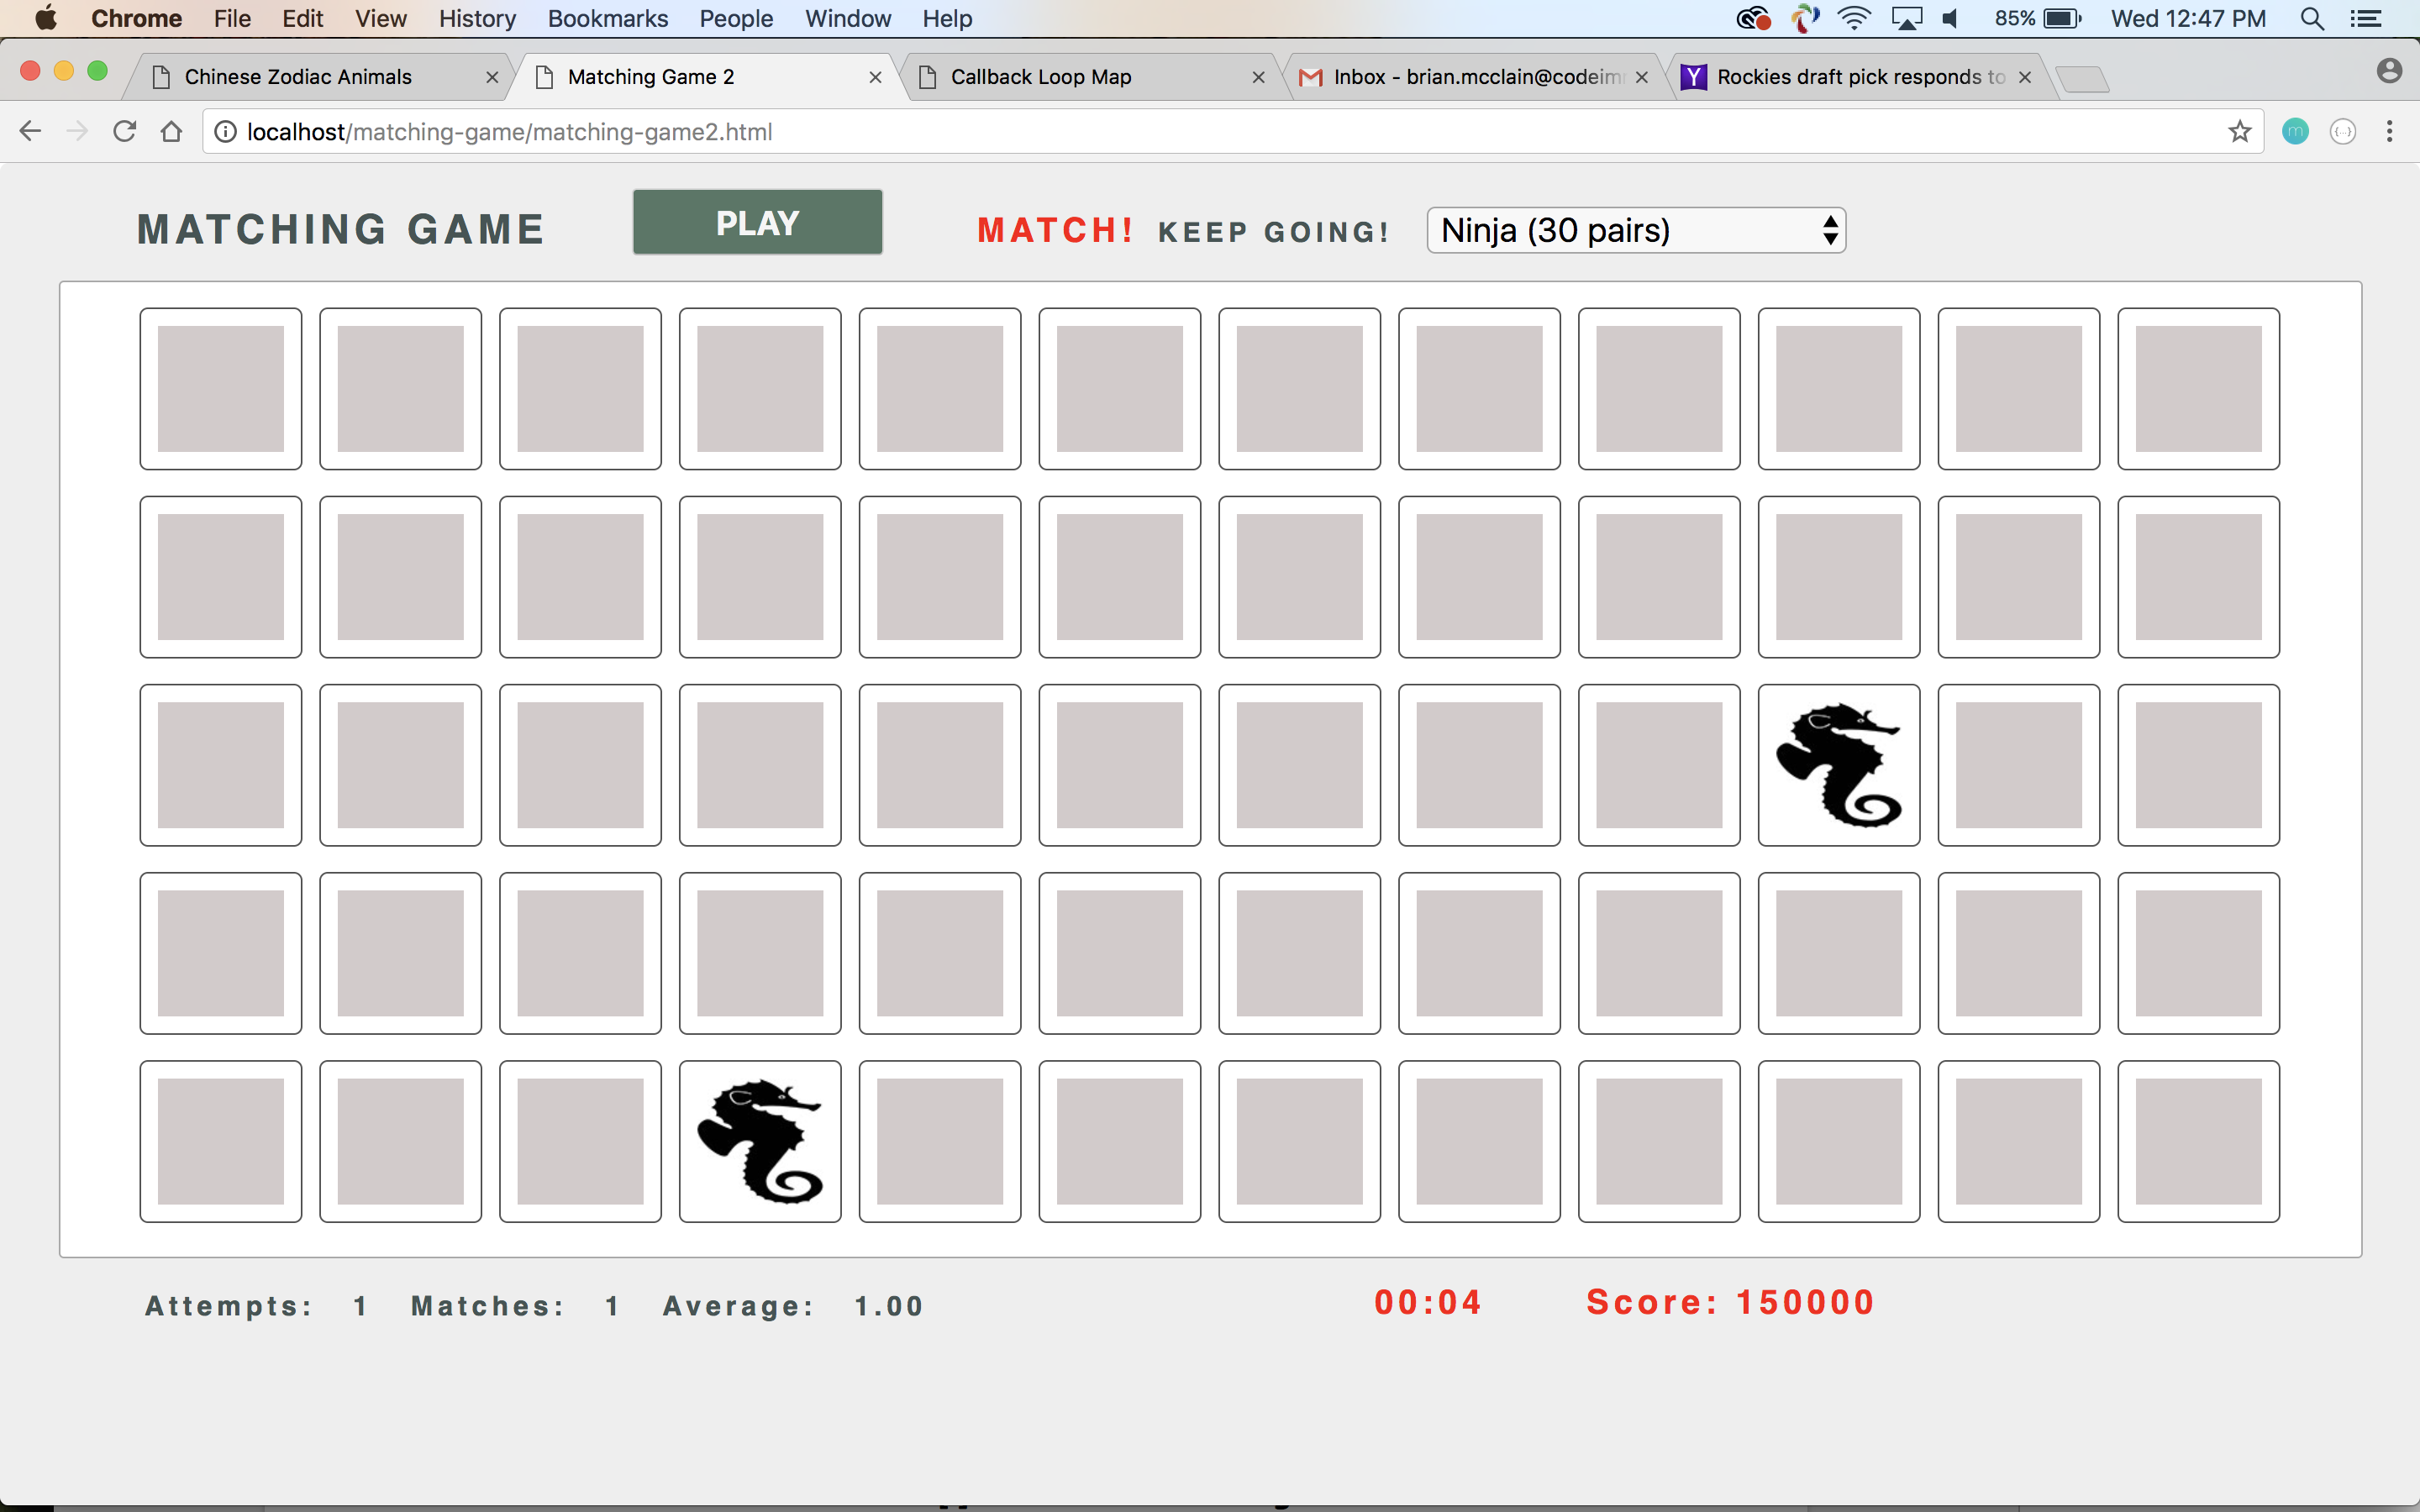 Chrome File Edit View History Bookmarks People Window Help 85% Wed 12:47 PM
Chinese Zodiac Animals Matching Game 2 Callback Loop Map Inbox - brian.mcclain@codeim Rockies draft pick responds to
localhost/matching-game/matching-game2.html
MATCHING GAME PLAY MATCH! KEEP GOING! Ninja (30 pairs)
Attempts: 1 Matches: 1 Average: 1.00 00:04 Score: 150000